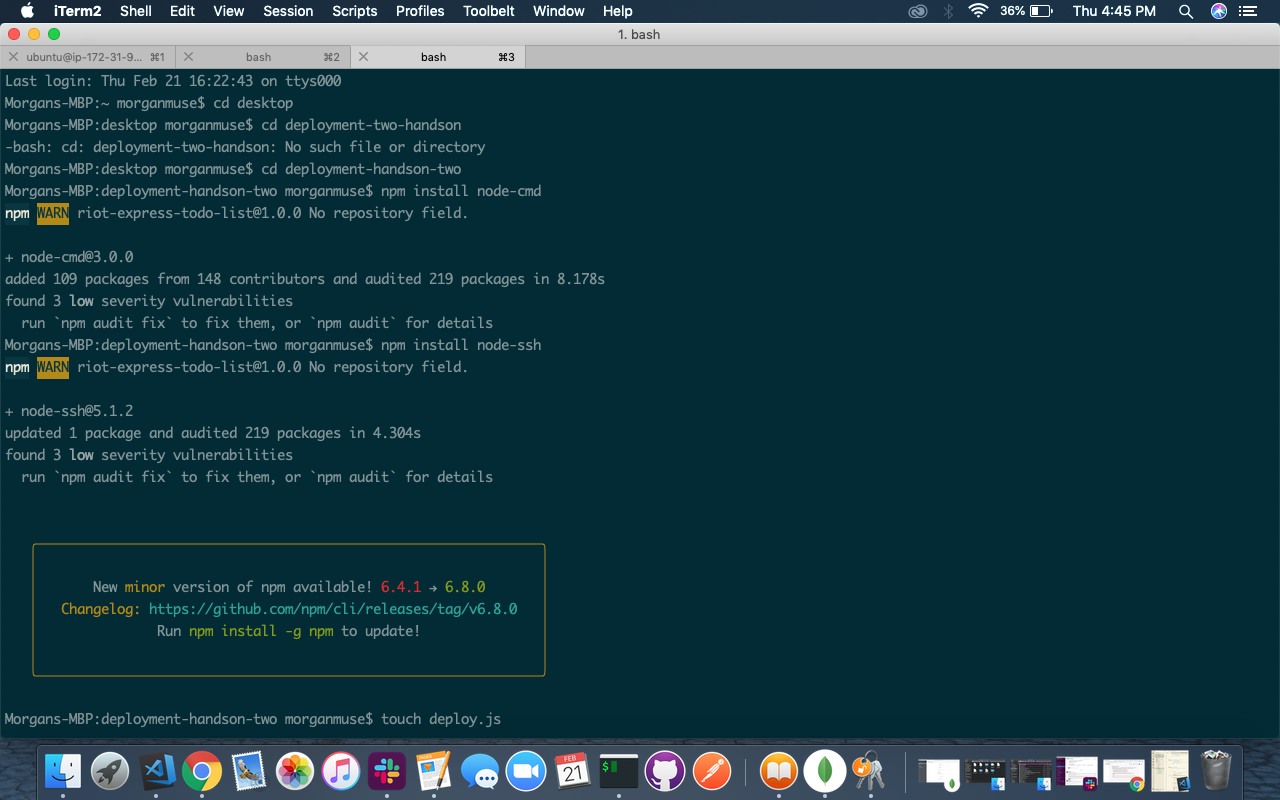 iTerm2 Shell Edit View Session Scripts Profiles Toolbelt Window Help 36% Thu 4:45 PM
1. bash
ubuntu@ip-172-31-9... ⌘1 bash ⌘2 bash ⌘3
Last login: Thu Feb 21 16:22:43 on ttys000
Morgans-MBP:~ morganmuse$ cd desktop
Morgans-MBP:desktop morganmuse$ cd deployment-two-handson
-bash: cd: deployment-two-handson: No such file or directory
Morgans-MBP:desktop morganmuse$ cd deployment-handson-two
Morgans-MBP:deployment-handson-two morganmuse$ npm install node-cmd
npm WARN riot-express-todo-list@1.0.0 No repository field.
+ node-cmd@3.0.0
added 109 packages from 148 contributors and audited 219 packages in 8.178s
found 3 low severity vulnerabilities
run `npm audit fix` to fix them, or `npm audit` for details
Morgans-MBP:deployment-handson-two morganmuse$ npm install node-ssh
npm WARN riot-express-todo-list@1.0.0 No repository field.
+ node-ssh@5.1.2
updated 1 package and audited 219 packages in 4.304s
found 3 low severity vulnerabilities
run `npm audit fix` to fix them, or `npm audit` for details
New minor version of npm available! 6.4.1 → 6.8.0
Changelog: https://github.com/npm/cli/releases/tag/v6.8.0
Run npm install -g npm to update!
Morgans-MBP:deployment-handson-two morganmuse$ touch deploy.js
FEB
21
$